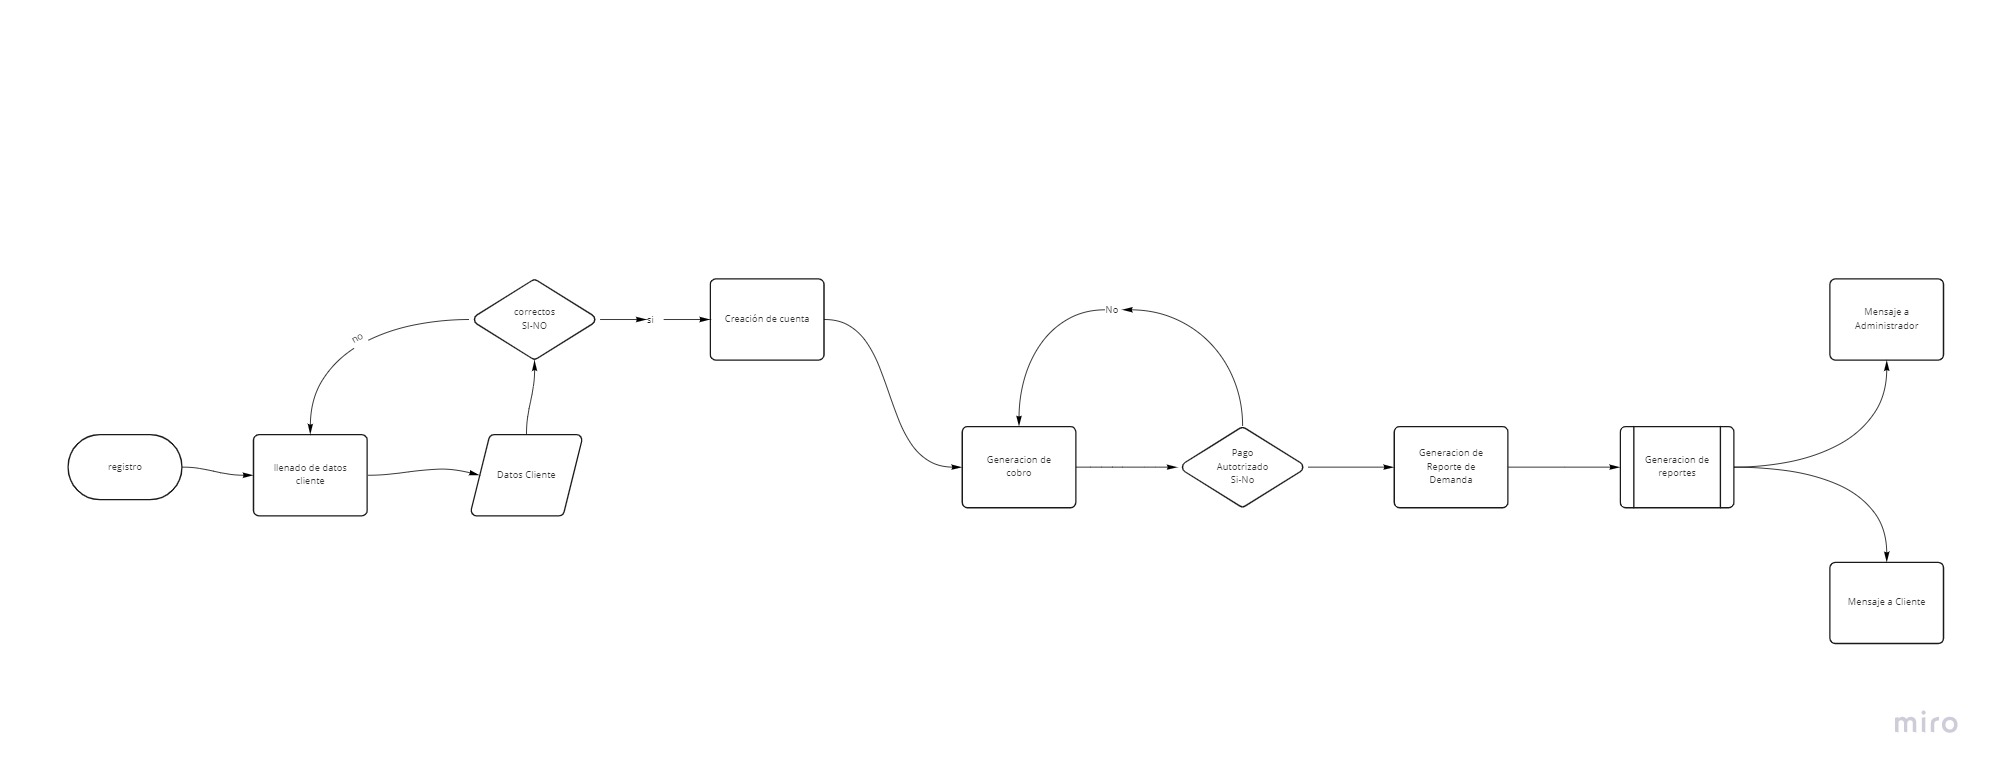 registro
llenado de datos
cliente
no
Datos Cliente
correctos
SI-NO
si
Creación de cuenta
Generacion de
cobro
No
Pago
Autotrizado
Si-No
Generacion de
Reporte de
Demanda
Generacion de
reportes
Mensaje a
Administrador
Mensaje a Cliente
miro